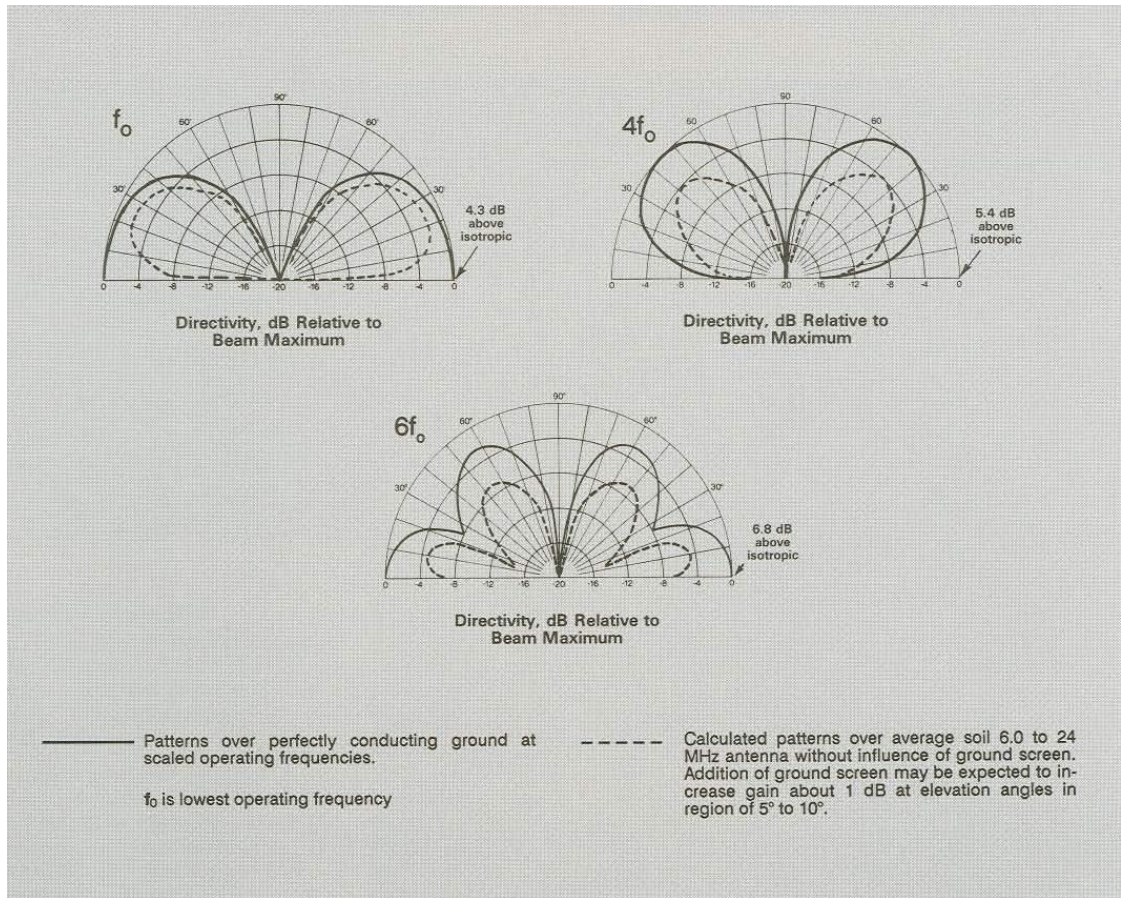 fo
90°
60°
60°
30°
30°
4.3 dB
above
isotropic
0 -4 -8 -12 -16 -20 -16 -12 -8 -4 0
Directivity, dB Relative to
Beam Maximum
4fo
90
60
60
30
30
5.4 dB
above
isotropic
0 -4 -8 -12 -16 -20 -16 -12 -8 -4 0
Directivity, dB Relative to
Beam Maximum
6fo
90°
60°
60°
30°
30°
6.8 dB
above
isotropic
0 -4 -8 -12 -16 -20 -16 -12 -8 -4 0
Directivity, dB Relative to
Beam Maximum
Patterns over perfectly conducting ground at
scaled operating frequencies.
fo is lowest operating frequency
Calculated patterns over average soil 6.0 to 24
MHz antenna without influence of ground screen.
Addition of ground screen may be expected to in-
crease gain about 1 dB at elevation angles in
region of 5° to 10°.